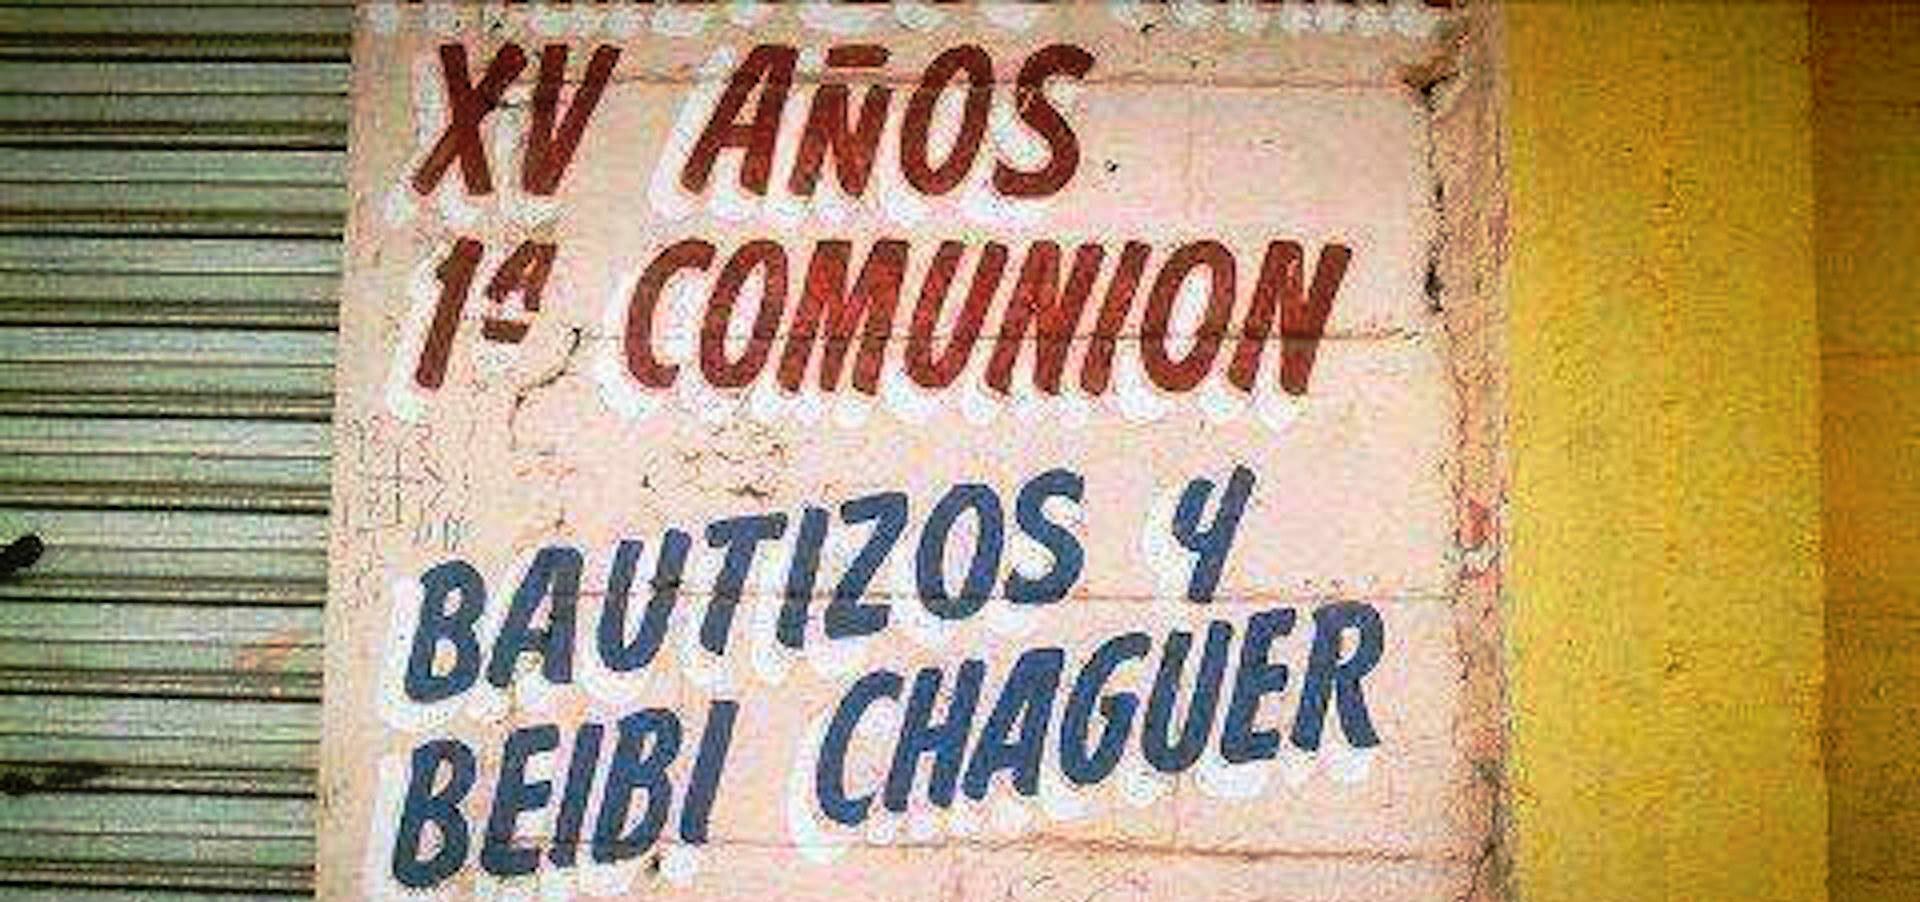 XV AÑOS
1ª COMUNION
BAUTIZOS Y
BEIBI CHAGUER